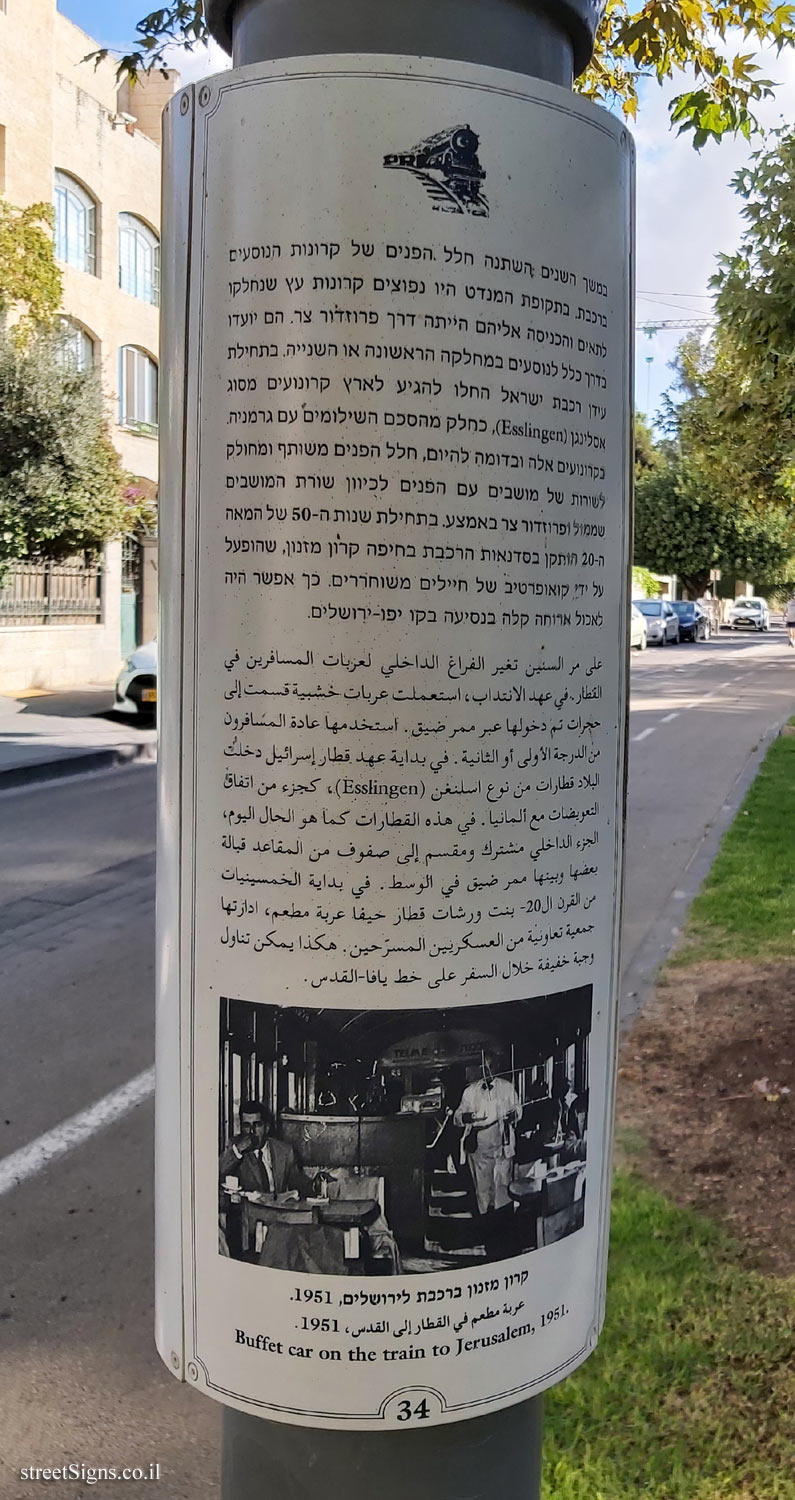 במשך השנים השתנה חלל הפנים של קרונות הנוסעים
ברכבת. בתקופת המנדט היו נפוצים קרונות עץ שנחלקו
לתאים והכניסה אליהם הייתה דרך פרוזדור צר. הם יועדו
בדרך כלל לנוסעים במחלקה הראשונה או השנייה. בתחילת
עידן רכבת ישראל החלו להגיע לארץ קרונועים מסוג
אסלינגן (Esslingen), כחלק מהסכם השילומים עם גרמניה.
בקרונועים אלה ובדומה להיום, חלל הפנים משותף ומחולק
לשורות של מושבים עם הפנים לכיוון שורת המושבים
שממול ופרוזדור צר באמצע. בתחילת שנות ה-50 של המאה
ה-20 הותקן בסדנאות הרכבת בחיפה קרון מזנון, שהופעל
על ידי קואופרטיב של חיילים משוחררים. כך אפשר היה
לאכול ארוחה קלה בנסיעה בקו יפו-ירושלים.
على مر السنين تغير الفراغ الداخلي لعربات المسافرين في
القطار. في عهد الانتداب، استعملت عربات خشبية قسمت إلى
حجرات تم دخولها عبر ممر ضيق. استخدمها عادة المسافرون
من الدرجة الأولى أو الثانية. في بداية عهد قطار إسرائيل دخلت
البلاد قطارات من نوع اسلنغن (Esslingen)، كجزء من اتفاق
التعويضات مع ألمانيا. في هذه القطارات كما هو الحال اليوم،
الجزء الداخلي مشترك ومقسم إلى صفوف من المقاعد قبالة
بعضها وبينها ممر ضيق في الوسط. في بداية الخمسينيات
من القرن ال20- بنت ورشات قطار حيفا عربة مطعم، ادارتها
جمعية تعاونية من العسكريين المسرّحين. هكذا يمكن تناول
وجبة خفيفة خلال السفر على خط يافا-القدس.
קרון מזנון ברכבת לירושלים, 1951.
عربة مطعم في القطار إلى القدس، 1951.
Buffet car on the train to Jerusalem, 1951.
34
streetSigns.co.il